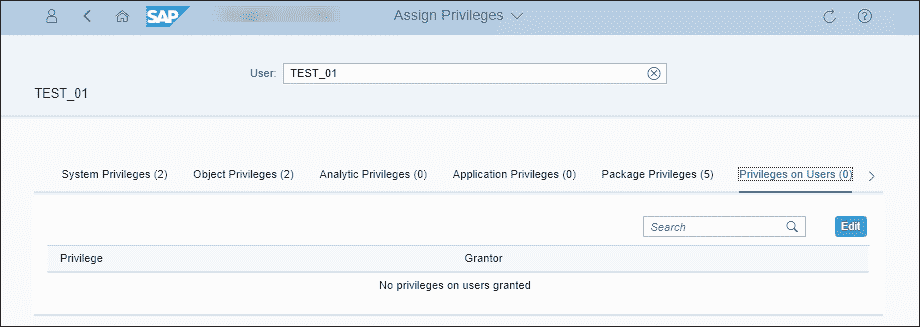 SAP Assign Privileges
User: TEST_01
TEST_01
System Privileges (2) Object Privileges (2) Analytic Privileges (0) Application Privileges (0) Package Privileges (5) Privileges on Users (0)
Search Edit
Privilege Grantor
No privileges on users granted